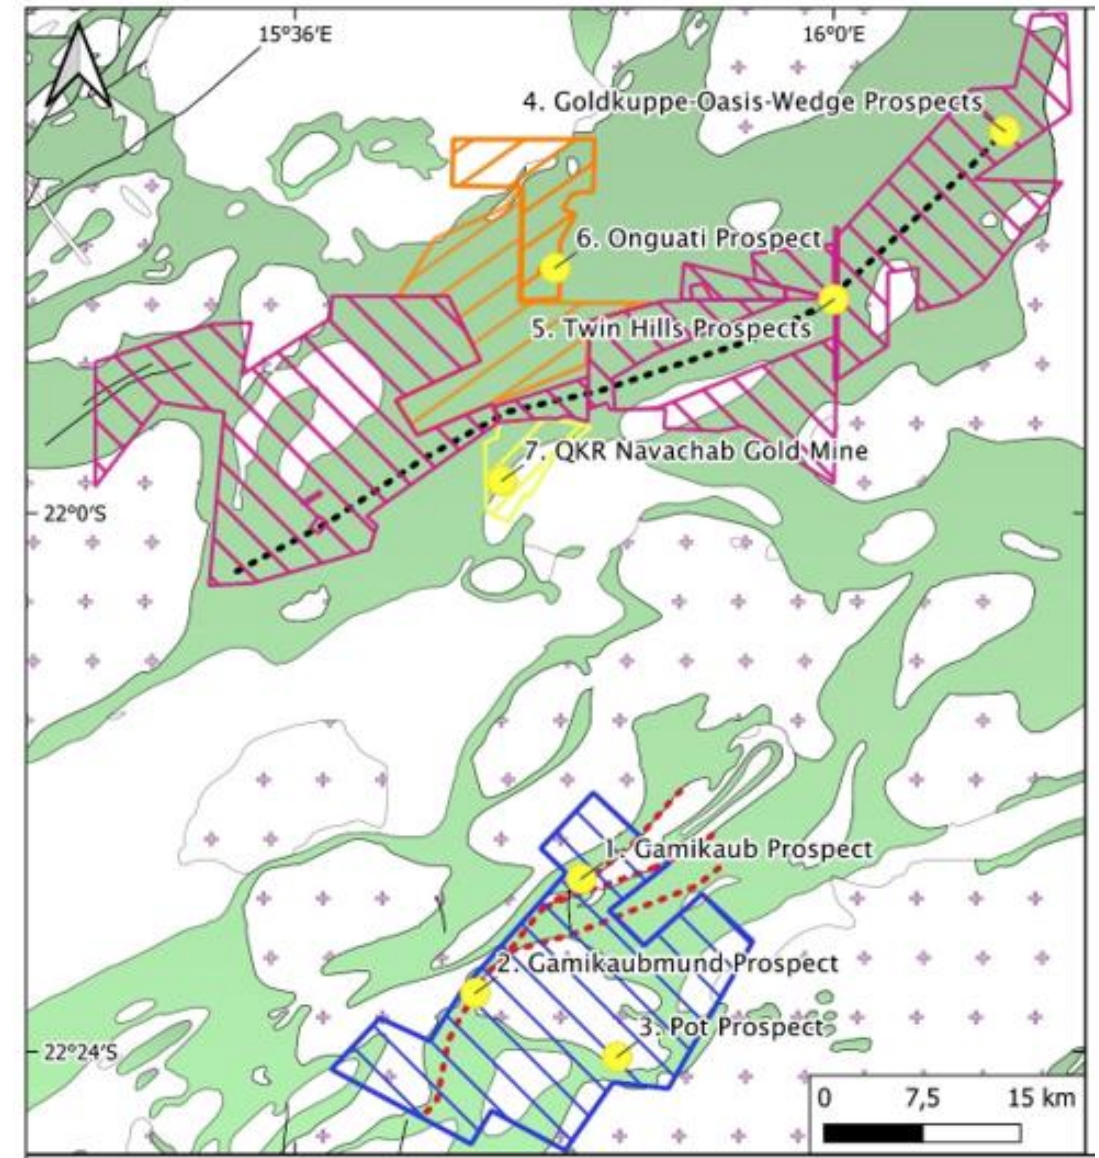 15°36'E
16°0'E
4. Goldkuppe-Oasis-Wedge Prospects
6. Onguati Prospect
5. Twin Hills Prospects
7. QKR Navachab Gold Mine
22°0'S
1. Gamikaub Prospect
2. Gamikaubmund Prospect
3. Pot Prospect
22°24'S
0 7,5 15 km